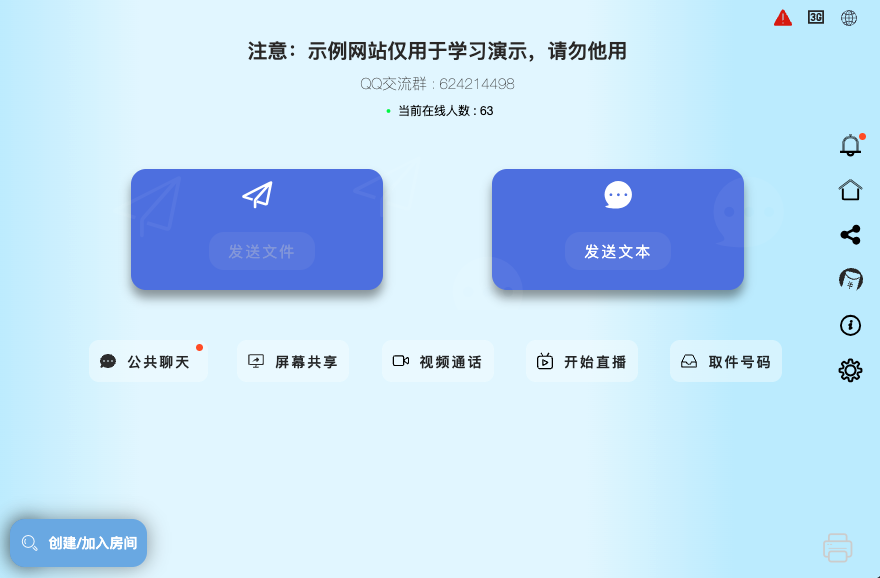 3G
注意：示例网站仅用于学习演示，请勿他用
QQ交流群 : 624214498
当前在线人数 : 63
发送文件
发送文本
公共聊天
屏幕共享
视频通话
开始直播
取件号码
创建/加入房间